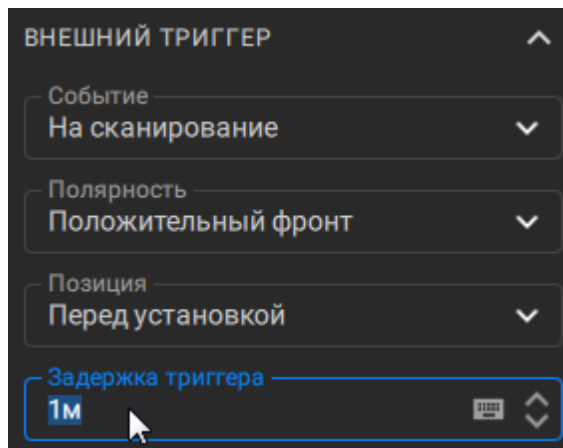 ВНЕШНИЙ ТРИГГЕР
Событие
На сканирование
Полярность
Положительный фронт
Позиция
Перед установкой
Задержка триггера
1м